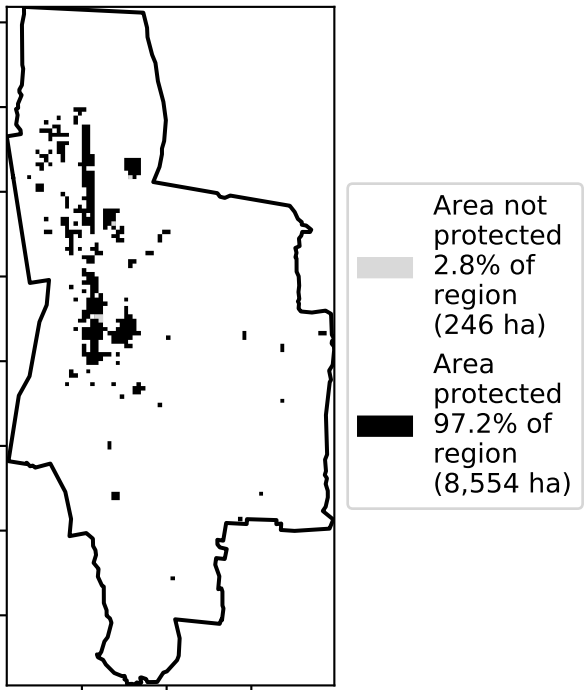 Area not
protected
2.8% of
region
(246 ha)
Area
protected
97.2% of
region
(8,554 ha)